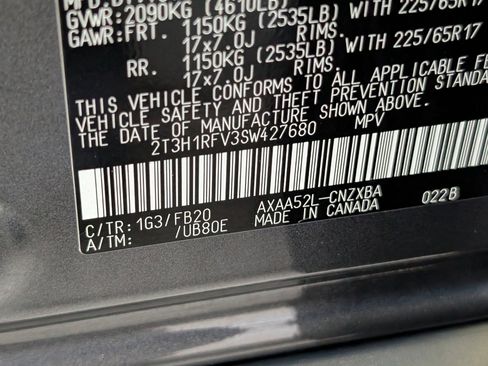 GVWR: 2090KG (4610LB)
GAWR: FRT. 1150KG (2535LB) WITH 225/65R17
17x7.0J RIMS.
RR. 1150KG (2535LB) WITH 225/65R17
17x7.0J RIMS.
THIS VEHICLE CONFORMS TO ALL APPLICABLE
VEHICLE SAFETY AND THEFT PREVENTION STANDA
THE DATE OF MANUFACTURE SHOWN ABOVE.
2T3H1RFV3SW427680 MPV
C/TR: 1G3/FB20 AXAA52L-CNZXBA 022B
A/TM: /UB80E MADE IN CANADA